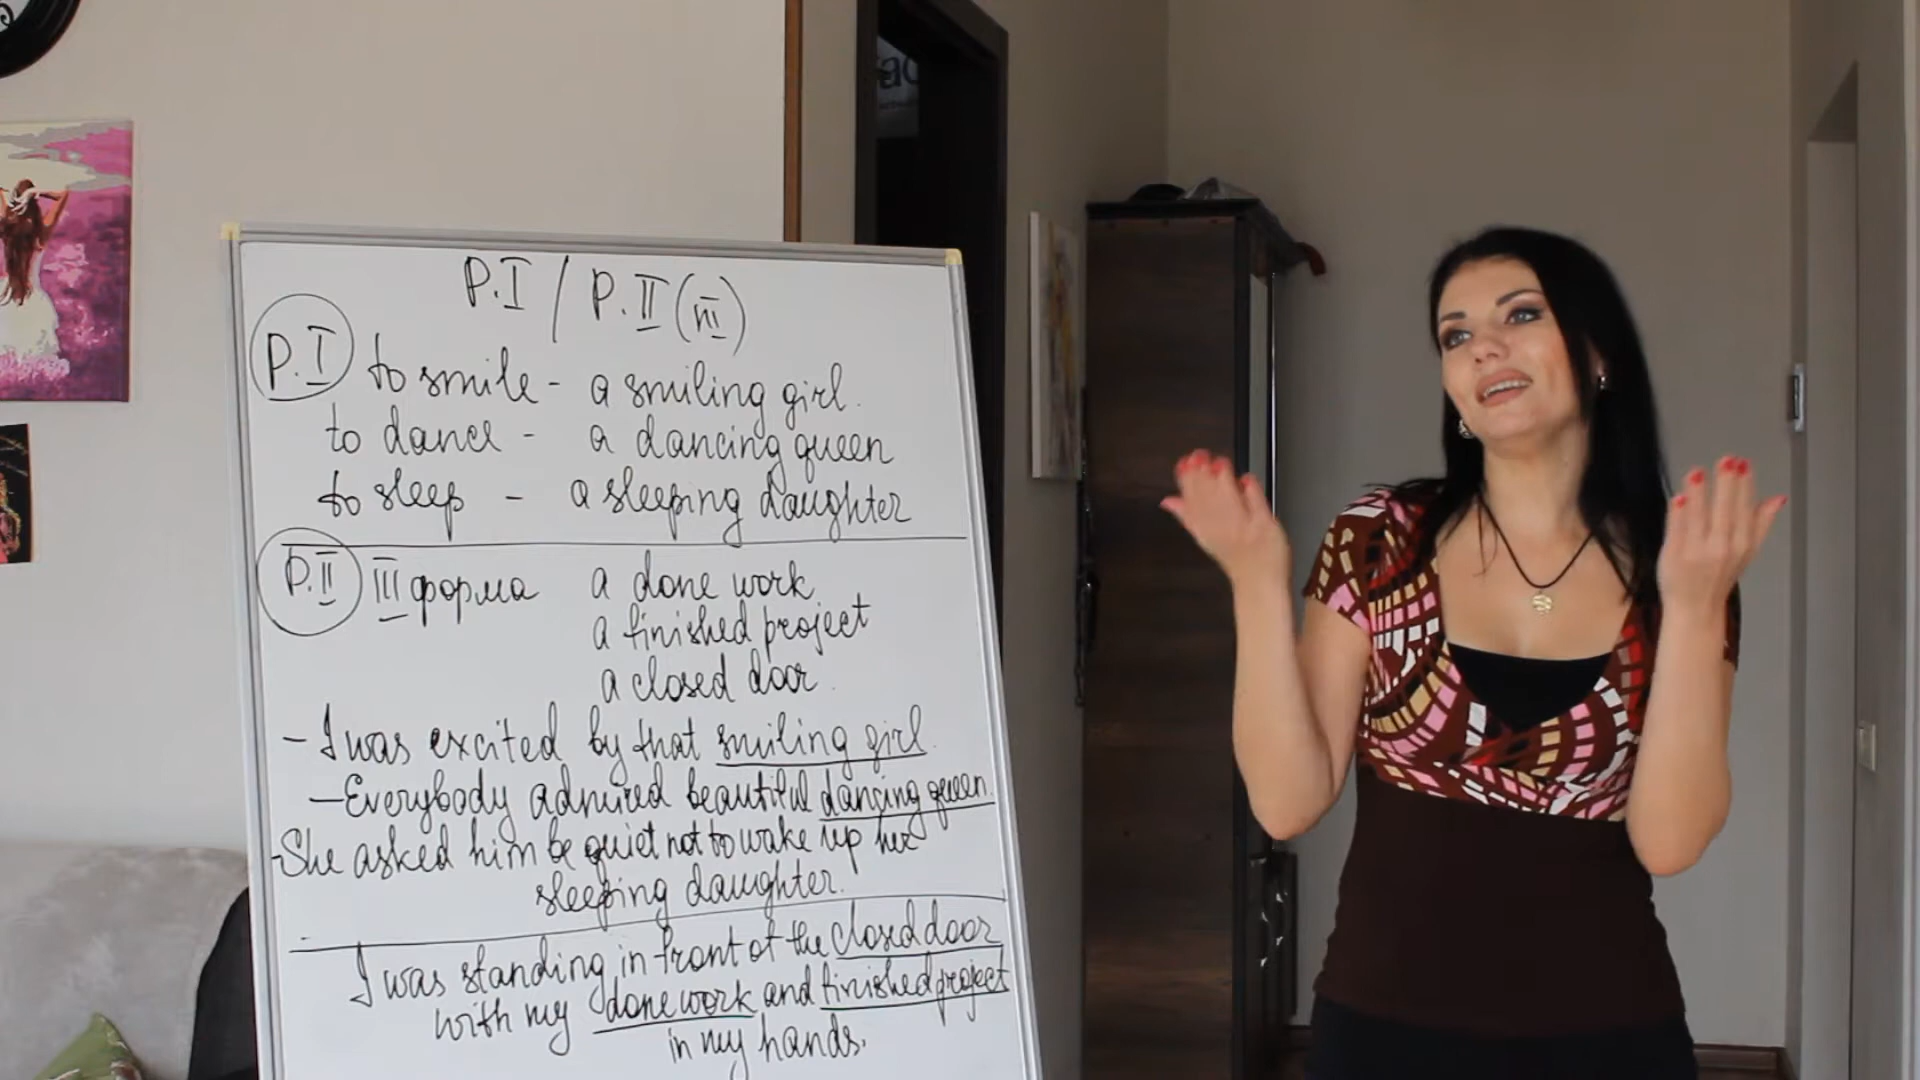 P.I / P.II (III)
P.I to smile - a smiling girl.
to dance - a dancing queen
to sleep - a sleeping daughter
P.II III форма a done work
a finished project
a closed door
- I was excited by that smiling girl.
- Everybody admired beautiful dancing queen.
- She asked him be quiet not to wake up her
sleeping daughter.
I was standing in front of the closed door
with my done work and finished project
in my hands.